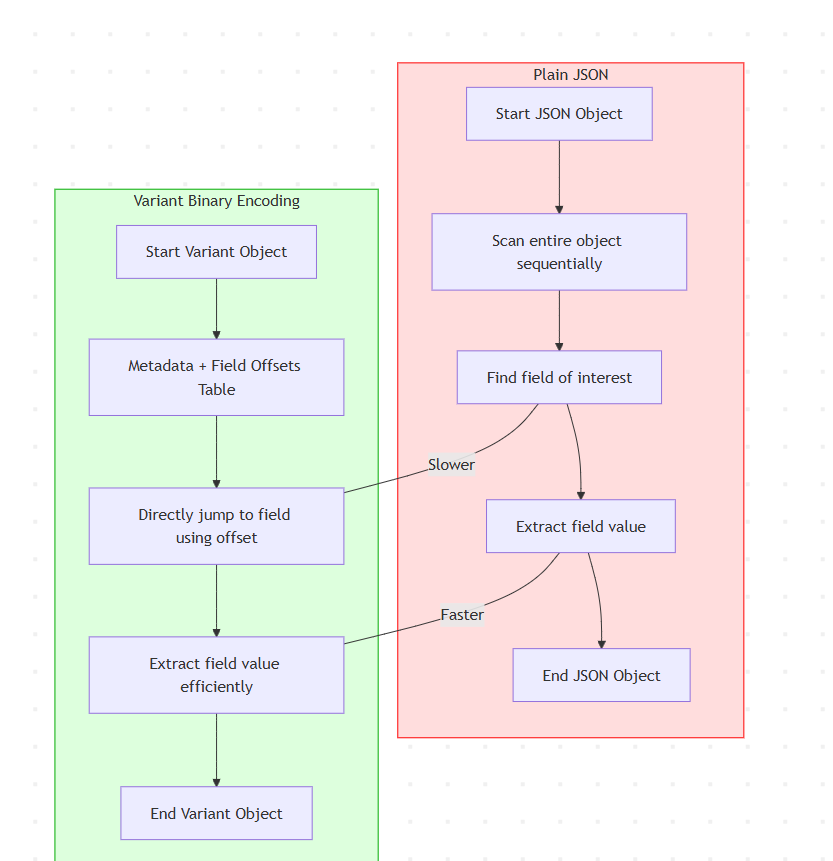 Plain JSON
Start JSON Object
Scan entire object
sequentially
Find field of interest
Slower
Extract field value
Faster
End JSON Object
Variant Binary Encoding
Start Variant Object
Metadata + Field Offsets
Table
Directly jump to field
using offset
Extract field value
efficiently
End Variant Object